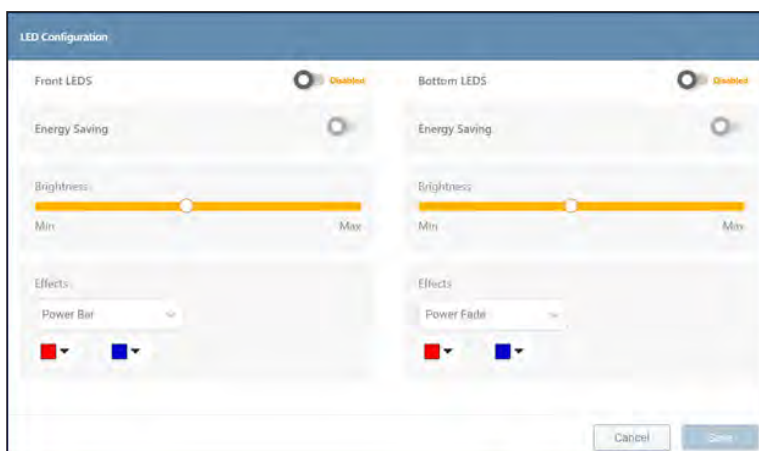 LED Configuration
Front LEDS Disabled Bottom LEDS Disabled
Energy Saving Energy Saving
Brightness Brightness
Min Max Min Max
Effects Effects
Power Bar Power Fade
Cancel Save